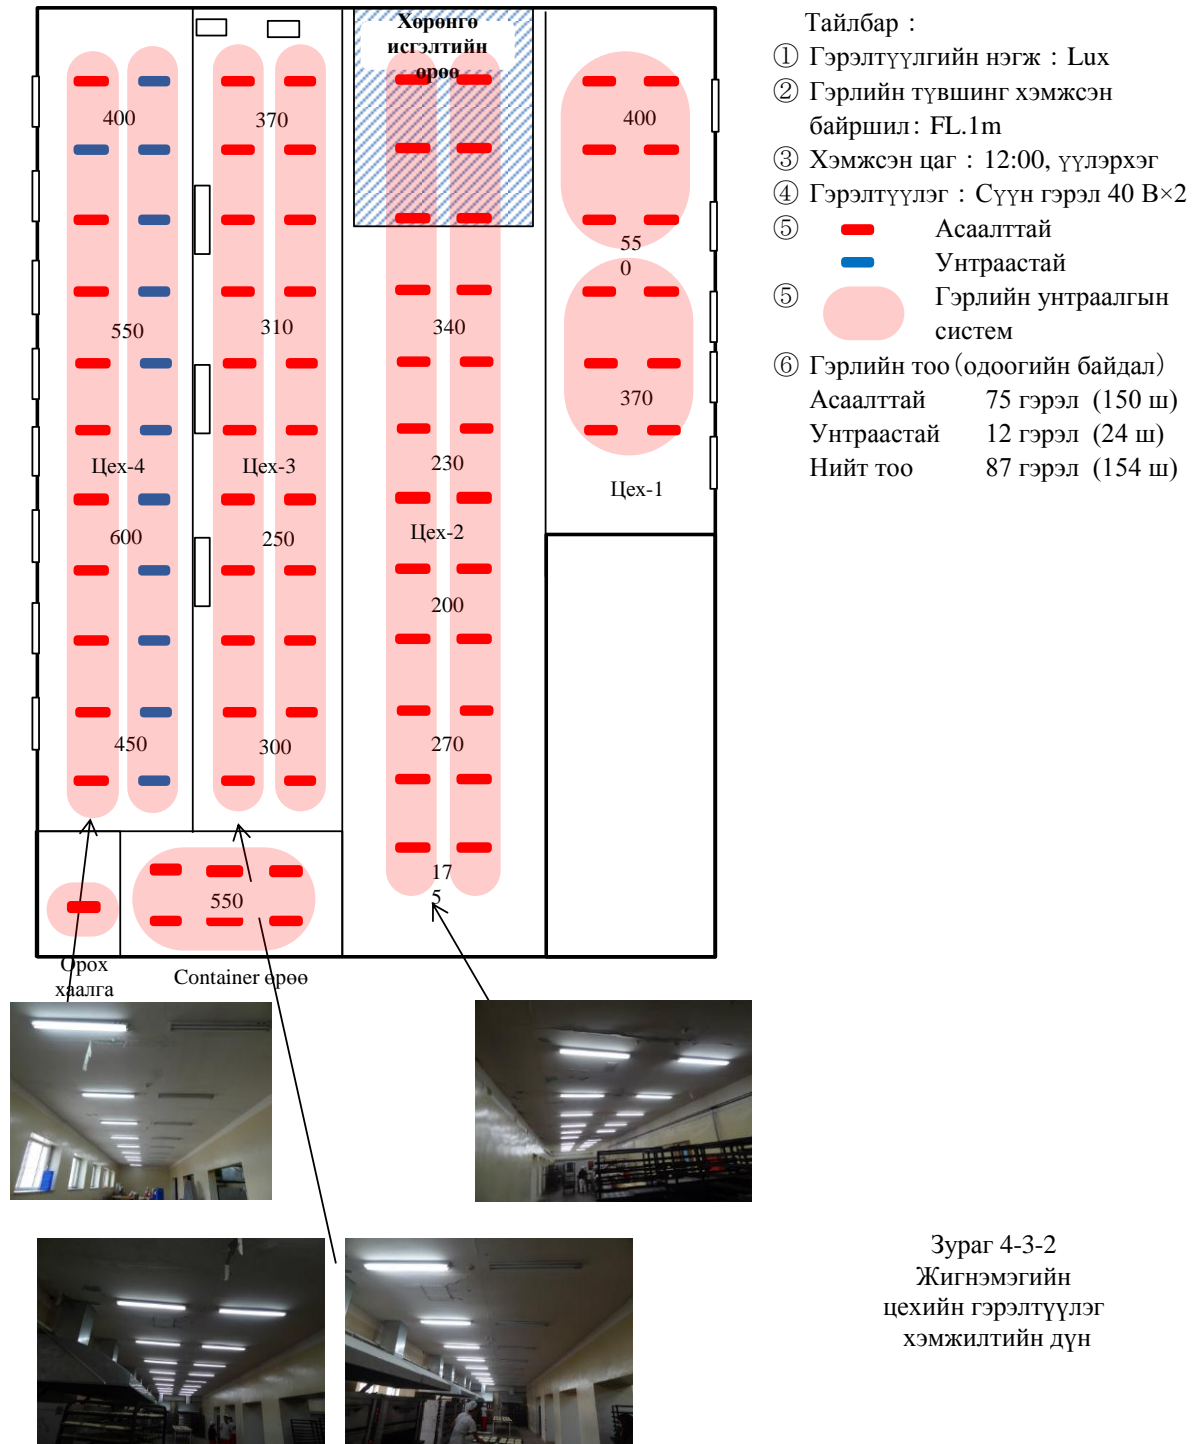 Хөрөнгө
исгэлтийн
өрөө
400
370
400
55
0
550
310
340
370
230
Цех-4
Цех-3
Цех-1
600
250
Цех-2
200
450
300
270
17
5
550
Орох
хаалга
Container өрөө
Тайлбар :
① Гэрэлтүүлгийн нэгж : Lux
② Гэрлийн түвшинг хэмжсэн
байршил: FL.1m
③ Хэмжсэн цаг : 12:00, үүлэрхэг
④ Гэрэлтүүлэг : Сүүн гэрэл 40 В×2
⑤ Асаалттай
Унтраастай
⑤ Гэрлийн унтраалгын
систем
⑥ Гэрлийн тоо(одоогийн байдал)
Асаалттай 75 гэрэл (150 ш)
Унтраастай 12 гэрэл (24 ш)
Нийт тоо 87 гэрэл (154 ш)
Зураг 4-3-2
Жигнэмэгийн
цехийн гэрэлтүүлэг
хэмжилтийн дүн